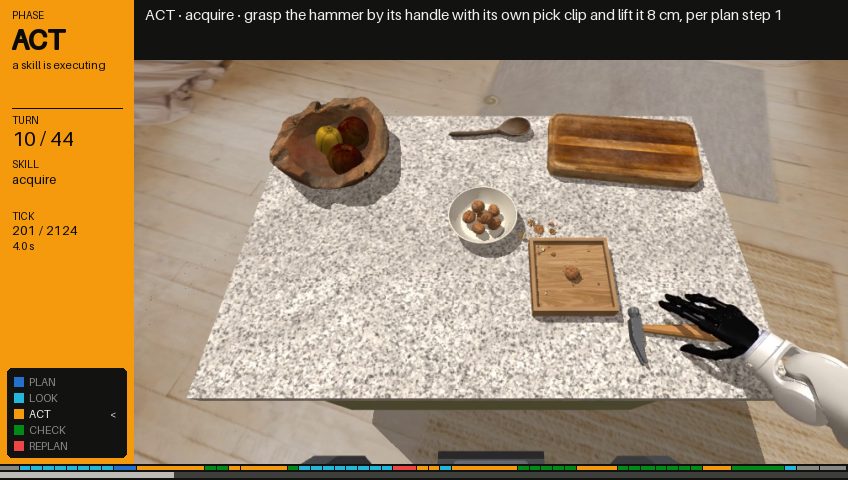 PHASE
ACT
a skill is executing
TURN
10 / 44
SKILL
acquire
TICK
201 / 2124
4.0 s
PLAN
LOOK
ACT <
CHECK
REPLAN
ACT · acquire · grasp the hammer by its handle with its own pick clip and lift it 8 cm, per plan step 1